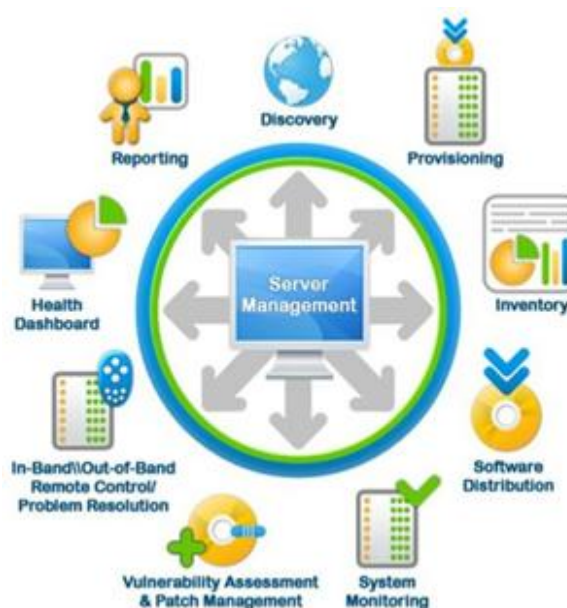 Discovery
Provisioning
Inventory
Software
Distribution
System
Monitoring
Vulnerability Assessment
& Patch Management
In-Band\\Out-of-Band
Remote Control/
Problem Resolution
Health
Dashboard
Reporting
Server
Management